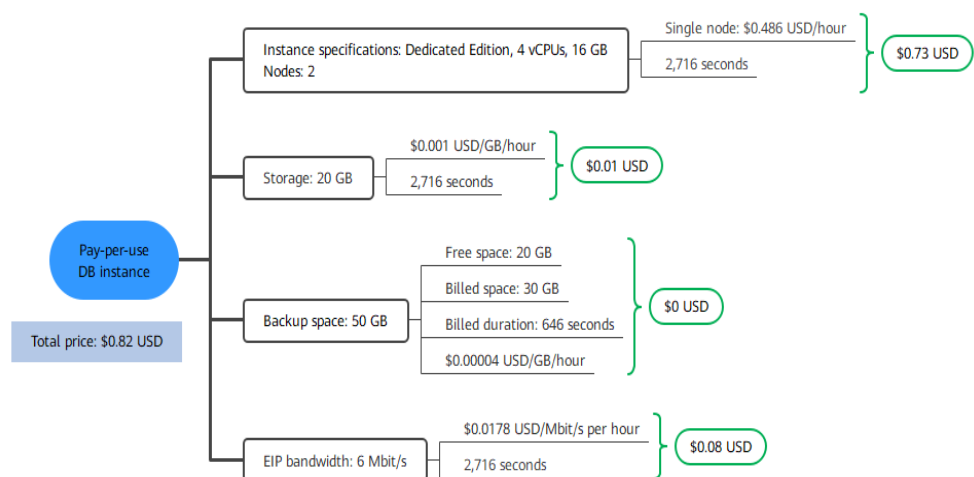 Single node: $0.486 USD/hour
Instance specifications: Dedicated Edition, 4 vCPUs, 16 GB
Nodes: 2
2,716 seconds
$0.73 USD
$0.001 USD/GB/hour
Storage: 20 GB
2,716 seconds
$0.01 USD
Pay-per-use
DB instance
Total price: $0.82 USD
Free space: 20 GB
Billed space: 30 GB
Backup space: 50 GB
Billed duration: 646 seconds
$0.00004 USD/GB/hour
$0 USD
$0.0178 USD/Mbit/s per hour
EIP bandwidth: 6 Mbit/s
2,716 seconds
$0.08 USD